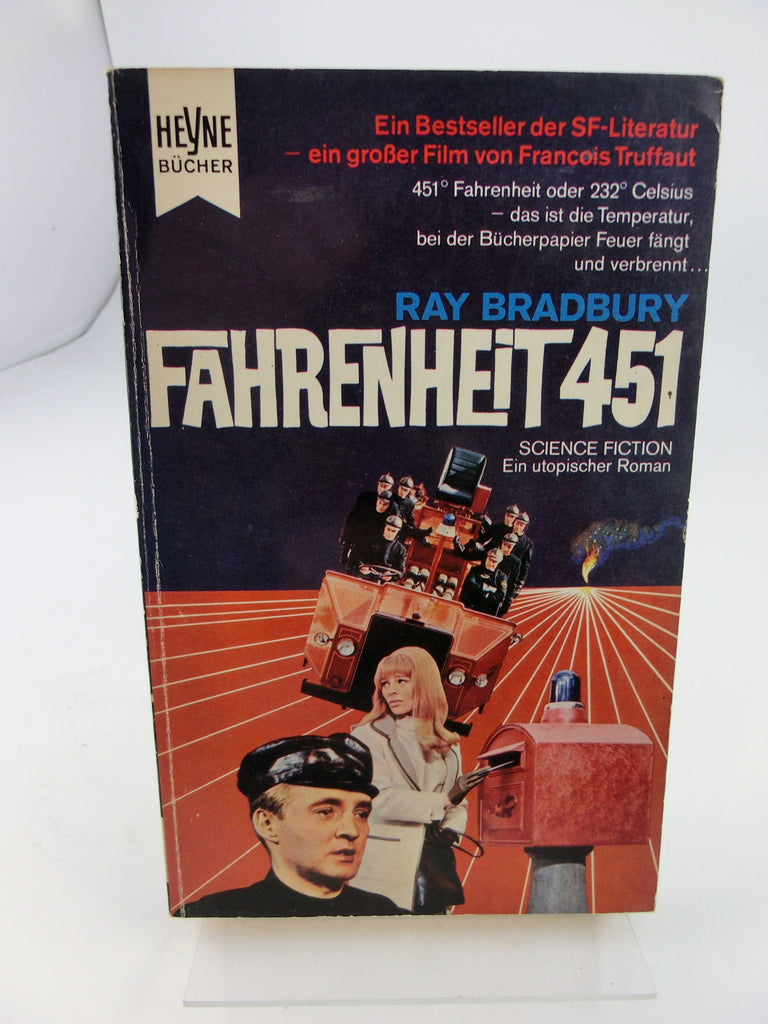 HEYNE
BÜCHER
Ein Bestseller der SF-Literatur
– ein großer Film von Francois Truffaut
451° Fahrenheit oder 232° Celsius
– das ist die Temperatur,
bei der Bücherpapier Feuer fängt
und verbrennt...
RAY BRADBURY
FAHRENHEIT 451
SCIENCE FICTION
Ein utopischer Roman